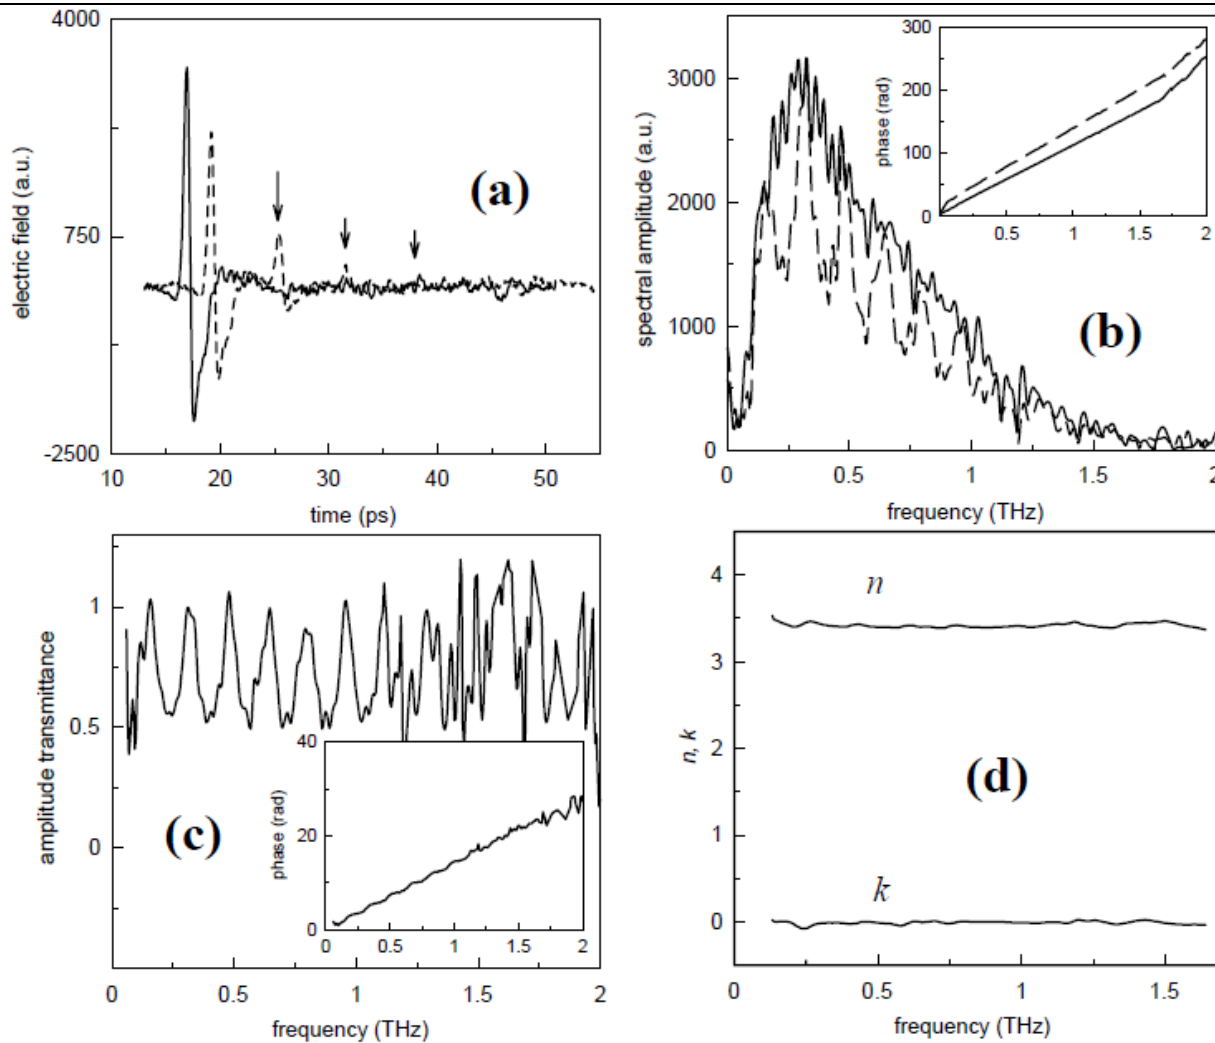 4000
750
-2500
electric field (a.u.)
10 20 30 40 50
time (ps)
(a)
3000
2000
1000
0
spectral amplitude (a.u.)
0 0.5 1 1.5 2
frequency (THz)
(b)
300
200
100
0
phase (rad)
0.5 1 1.5 2
1
0.5
0
amplitude transmittance
0 0.5 1 1.5 2
frequency (THz)
(c)
40
20
0
phase (rad)
0 0.5 1 1.5 2
4
3
2
1
0
n, k
n
k
0 0.5 1 1.5
frequency (THz)
(d)